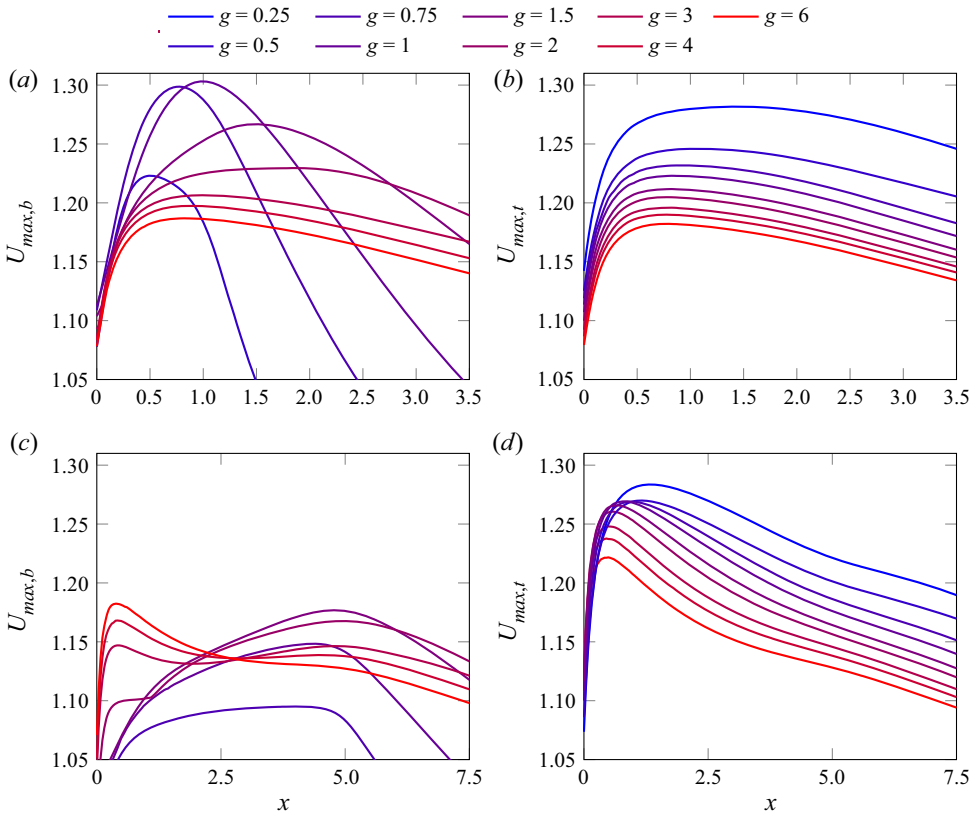 g = 0.25 g = 0.75 g = 1.5 g = 3 g = 6
g = 0.5 g = 1 g = 2 g = 4
(a) (b)
1.30 1.30
1.25 1.25
1.20 1.20
U_max,b U_max,t
1.15 1.15
1.10 1.10
1.05 1.05
0 0.5 1.0 1.5 2.0 2.5 3.0 3.5 0 0.5 1.0 1.5 2.0 2.5 3.0 3.5
(c) (d)
1.30 1.30
1.25 1.25
1.20 1.20
U_max,b U_max,t
1.15 1.15
1.10 1.10
1.05 1.05
0 2.5 5.0 7.5 0 2.5 5.0 7.5
x x